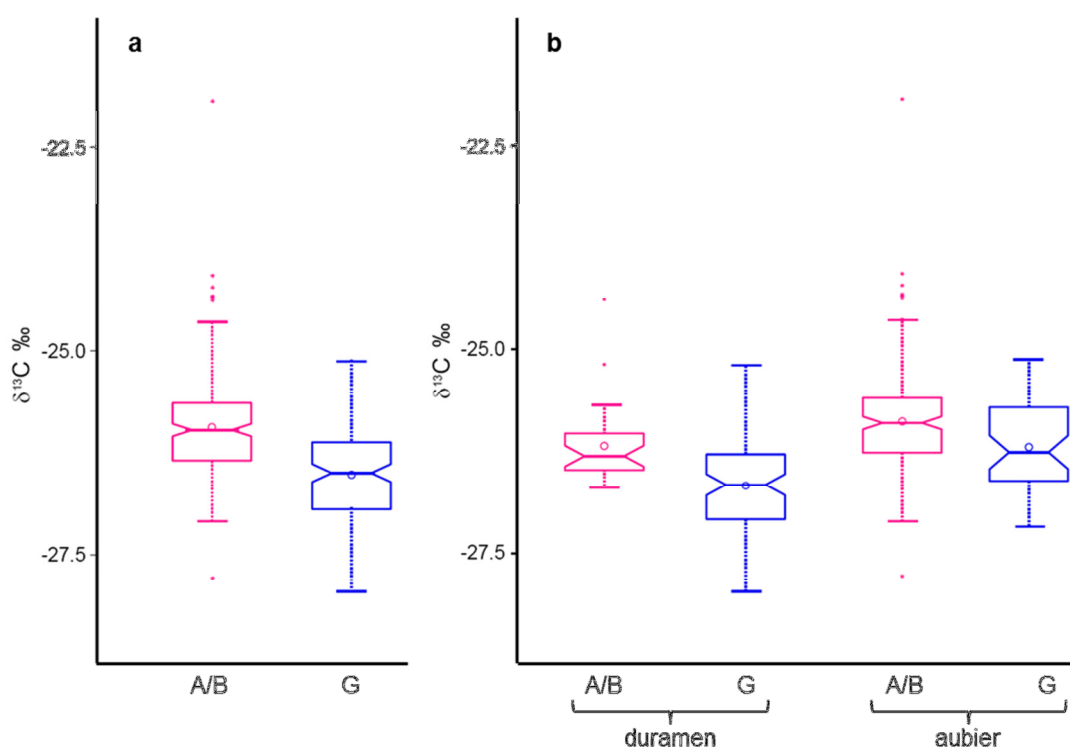 a
δ¹³C ‰
-22.5
-25.0
-27.5
A/B G
b
δ¹³C ‰
-22.5
-25.0
-27.5
A/B G A/B G
duramen aubier